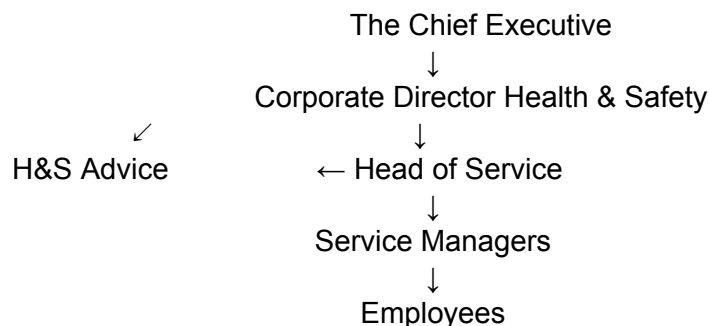 The Chief Executive
↓
Corporate Director Health & Safety
↙ ↓
H&S Advice ← Head of Service
↓
Service Managers
↓
Employees